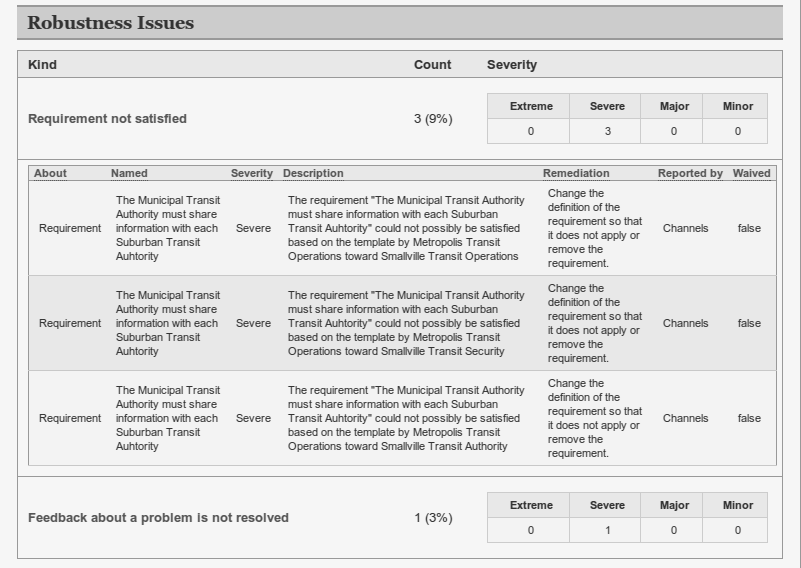 Robustness Issues
Kind Count Severity
Requirement not satisfied 3 (9%)
Extreme Severe Major Minor
0 3 0 0
About Named Severity Description Remediation Reported by Waived
Requirement
The Municipal Transit
Authority must share
information with each
Suburban Transit
Auhtority
Severe
The requirement "The Municipal Transit Authority
must share information with each Suburban
Transit Auhtority" could not possibly be satisfied
based on the template by Metropolis Transit
Operations toward Smallville Transit Operations
Change the
definition of the
requirement so that
it does not apply or
remove the
requirement.
Channels
false
Requirement
The Municipal Transit
Authority must share
information with each
Suburban Transit
Auhtority
Severe
The requirement "The Municipal Transit Authority
must share information with each Suburban
Transit Auhtority" could not possibly be satisfied
based on the template by Metropolis Transit
Operations toward Smallville Transit Security
Change the
definition of the
requirement so that
it does not apply or
remove the
requirement.
Channels
false
Requirement
The Municipal Transit
Authority must share
information with each
Suburban Transit
Auhtority
Severe
The requirement "The Municipal Transit Authority
must share information with each Suburban
Transit Auhtority" could not possibly be satisfied
based on the template by Metropolis Transit
Operations toward Smallville Transit Authority
Change the
definition of the
requirement so that
it does not apply or
remove the
requirement.
Channels
false
Feedback about a problem is not resolved 1 (3%)
Extreme Severe Major Minor
0 1 0 0